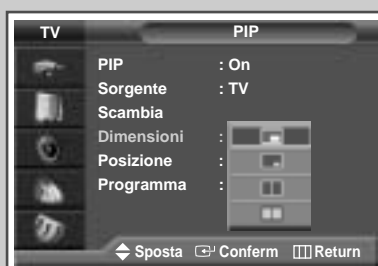 TV PIP
PIP : On
Sorgente : TV
Scambia
Dimensioni :
Posizione :
Programma :
Sposta Conferm Return